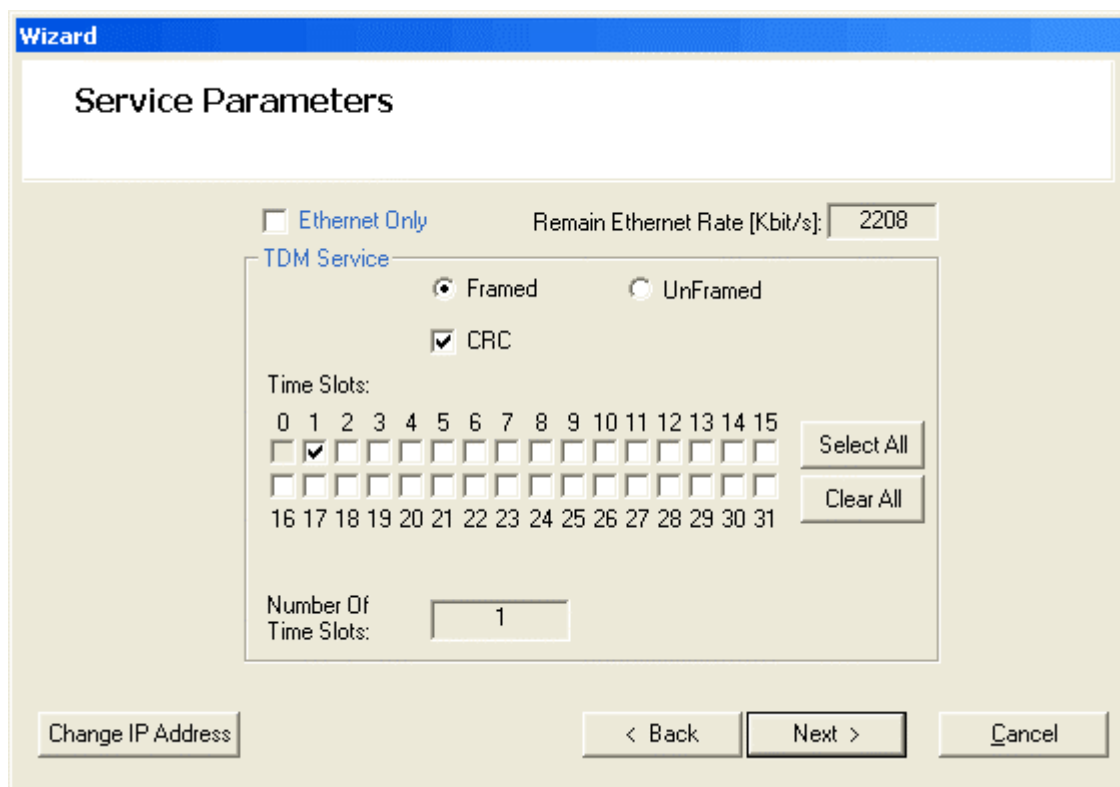 Wizard
Service Parameters
Ethernet Only
Remain Ethernet Rate [Kbit/s]: 2208
TDM Service
Framed
UnFramed
CRC
Time Slots:
0 1 2 3 4 5 6 7 8 9 10 11 12 13 14 15
Select All
Clear All
16 17 18 19 20 21 22 23 24 25 26 27 28 29 30 31
Number Of
Time Slots:
1
Change IP Address
< Back
Next >
Cancel